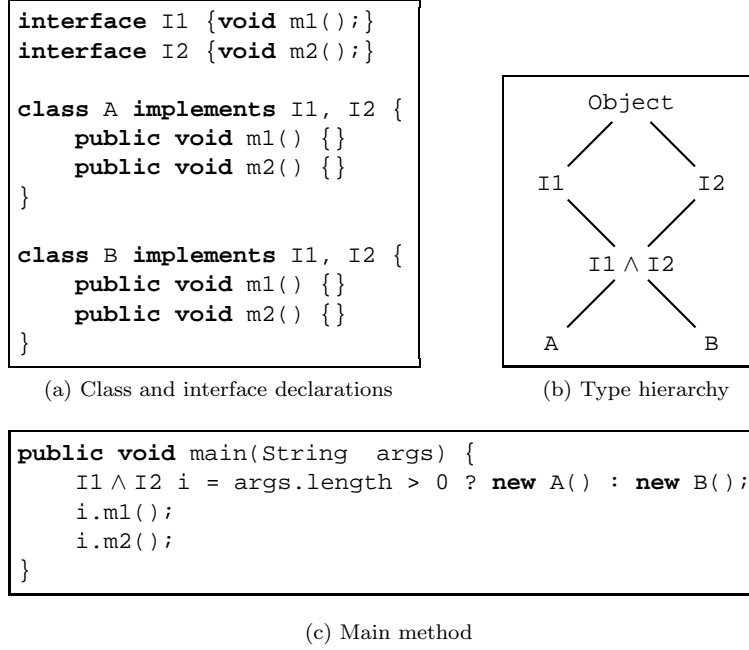 interface I1 {void m1();}
interface I2 {void m2();}
class A implements I1, I2 {
public void m1() {}
public void m2() {}
}
class B implements I1, I2 {
public void m1() {}
public void m2() {}
}
(a) Class and interface declarations
Object
I1 I2
I1 ∧ I2
A B
(b) Type hierarchy
public void main(String args) {
I1 ∧ I2 i = args.length > 0 ? new A() : new B();
i.m1();
i.m2();
}
(c) Main method